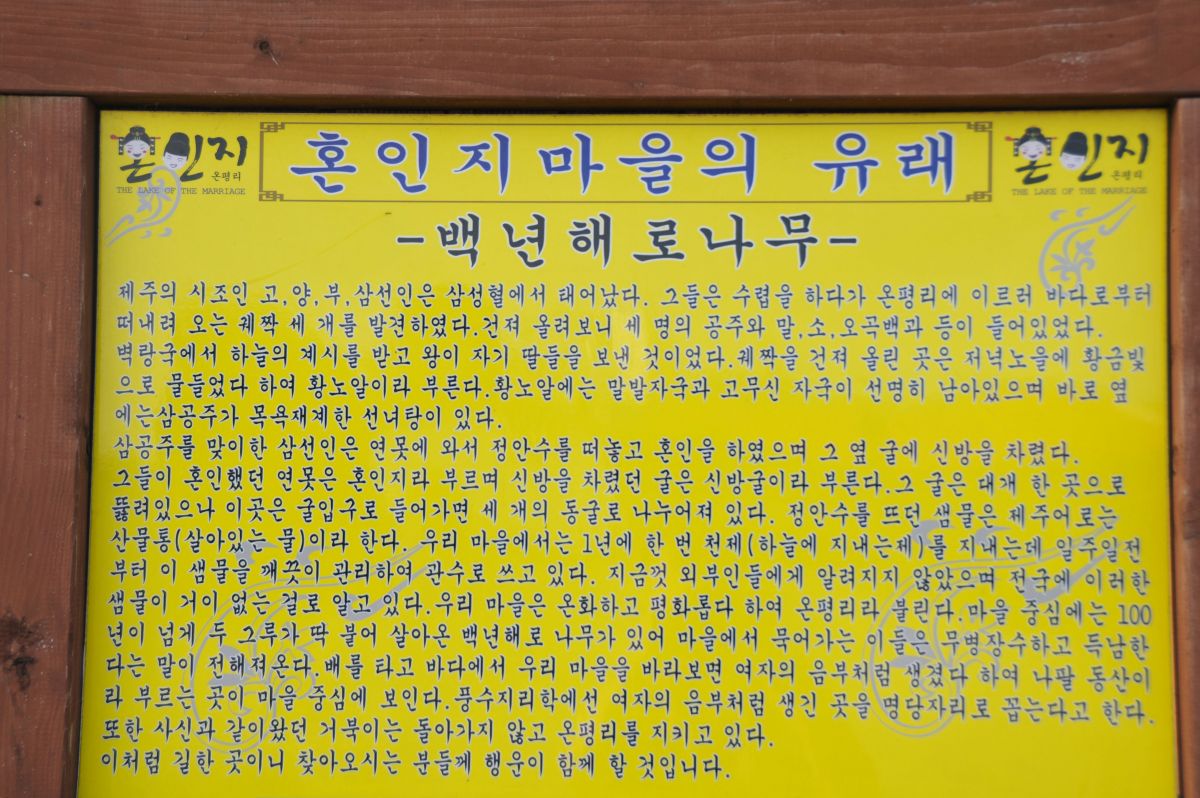 혼인지
온평리
THE LAKE OF THE MARRIAGE
혼인지마을의 유래
혼인지
온평리
THE LAKE OF THE MARRIAGE
-백년해로나무-
제주의 시조인 고,양,부,삼선인은 삼성혈에서 태어났다. 그들은 수렵을 하다가 온평리에 이르러 바다로부터
떠내려 오는 궤짝 세 개를 발견하였다.건져 올려보니 세 명의 공주와 말,소,오곡백과 등이 들어있었다.
벽랑국에서 하늘의 계시를 받고 왕이 자기 딸들을 보낸 것이었다.궤짝을 건져 올린 곳은 저녁노을에 황금빛
으로 물들었다 하여 황노알이라 부른다.황노알에는 말발자국과 고무신 자국이 선명히 남아있으며 바로 옆
에는삼공주가 목욕재계한 선녀탕이 있다.
삼공주를 맞이한 삼선인은 연못에 와서 정안수를 떠놓고 혼인을 하였으며 그 옆 굴에 신방을 차렸다.
그들이 혼인했던 연못은 혼인지라 부르며 신방을 차렸던 굴은 신방굴이라 부른다.그 굴은 대개 한 곳으로
뚫려있으나 이곳은 굴입구로 들어가면 세 개의 동굴로 나누어져 있다. 정안수를 뜨던 샘물은 제주어로는
산물통(살아있는 물)이라 한다. 우리 마을에서는 1년에 한 번 천제(하늘에 지내는제)를 지내는데 일주일전
부터 이 샘물을 깨끗이 관리하여 관수로 쓰고 있다. 지금껏 외부인들에게 알려지지 않았으며 전국에 이러한
샘물이 거이 없는 걸로 알고 있다.우리 마을은 온화하고 평화롭다 하여 온평리라 불린다.마을 중심에는 100
년이 넘게 두 그루가 딱 붙어 살아온 백년해로 나무가 있어 마을에서 묵어가는 이들은 무병장수하고 득남한
다는 말이 전해져온다.배를 타고 바다에서 우리 마을을 바라보면 여자의 음부처럼 생겼다 하여 나팔 동산이
라 부르는 곳이 마을 중심에 보인다.풍수지리학에선 여자의 음부처럼 생긴 곳을 명당자리로 꼽는다고 한다.
또한 사신과 같이왔던 거북이는 돌아가지 않고 온평리를 지키고 있다.
이처럼 길한 곳이니 찾아오시는 분들께 행운이 함께 할 것입니다.